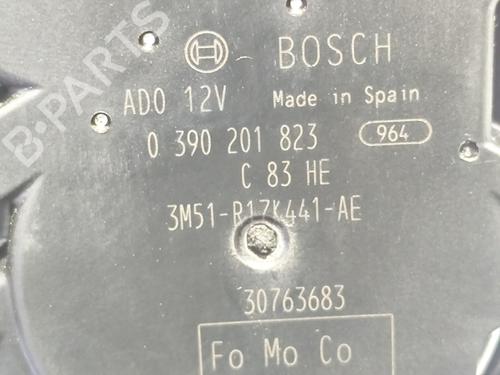 BOSCH
ADO 12V Made in Spain
0 390 201 823 964
C 83 HE
3M51-R17K441-AE
30763683
Fo Mo Co
B-PARTS